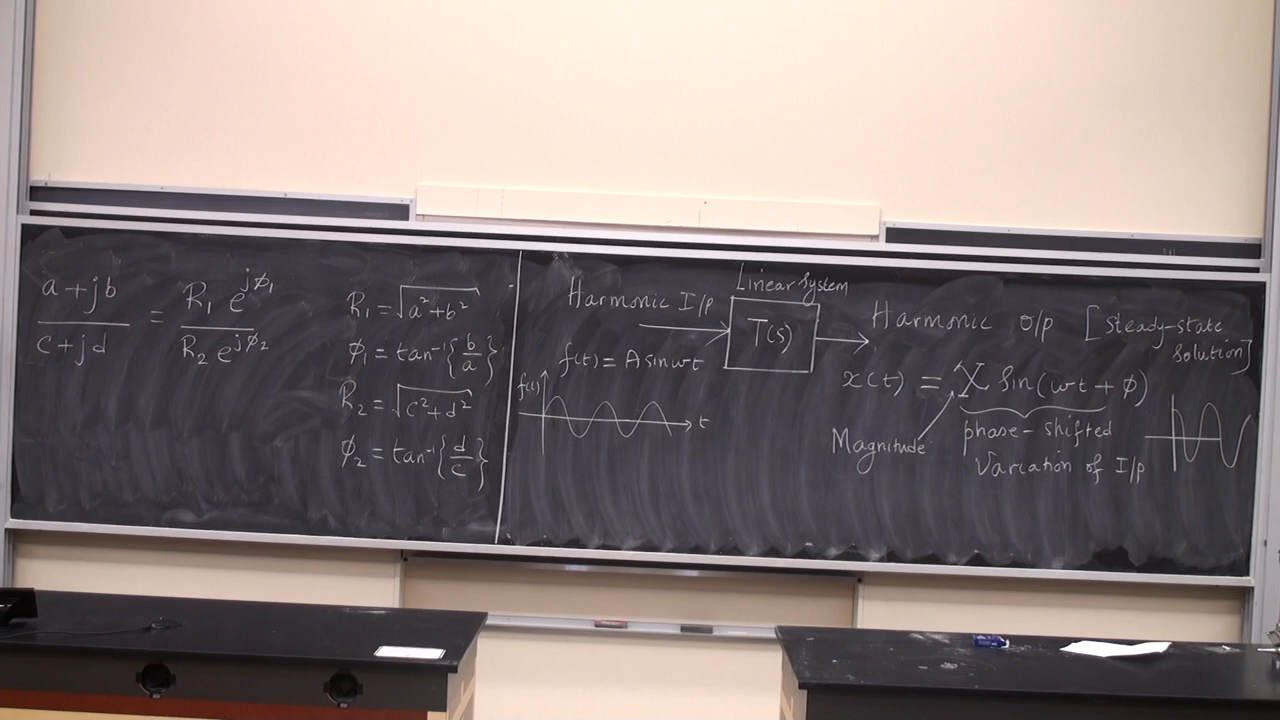 a + jb / c + jd = R₁ e^{jϕ₁} / R₂ e^{jϕ₂}
R₁ = √(a² + b²)
ϕ₁ = tan⁻¹{b/a}
R₂ = √(c² + d²)
ϕ₂ = tan⁻¹{d/c}
Harmonic I/p
f(t) = A sin ωt
f(t)
t
Linear System
T(s)
Harmonic o/p [Steady-state
Solution]
x(t) = X Sin(ωt + ϕ)
Magnitude
phase-shifted
Variation of I/p